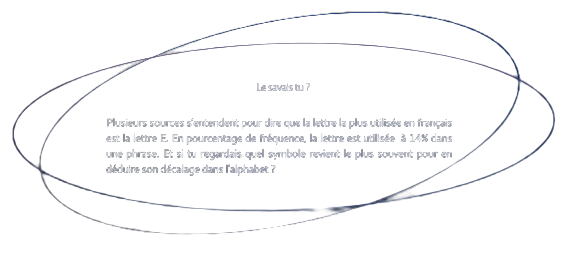 Le savais tu ?
Plusieurs sources s'entendent pour dire que la lettre la plus utilisée en français
est la lettre E. En pourcentage de fréquence, la lettre est utilisée à 14% dans
une phrase. Et si tu regardais quel symbole revient le plus souvent pour en
déduire son décalage dans l'alphabet ?